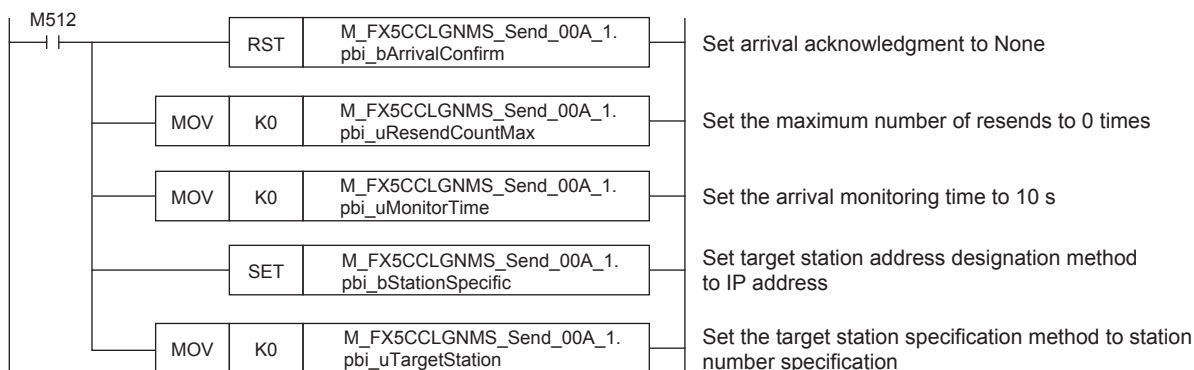 M512
RST
M_FX5CCLGNMS_Send_00A_1.
pbi_bArrivalConfirm
Set arrival acknowledgment to None
MOV
K0
M_FX5CCLGNMS_Send_00A_1.
pbi_uResendCountMax
Set the maximum number of resends to 0 times
MOV
K0
M_FX5CCLGNMS_Send_00A_1.
pbi_uMonitorTime
Set the arrival monitoring time to 10 s
SET
M_FX5CCLGNMS_Send_00A_1.
pbi_bStationSpecific
Set target station address designation method
to IP address
MOV
K0
M_FX5CCLGNMS_Send_00A_1.
pbi_uTargetStation
Set the target station specification method to station
number specification